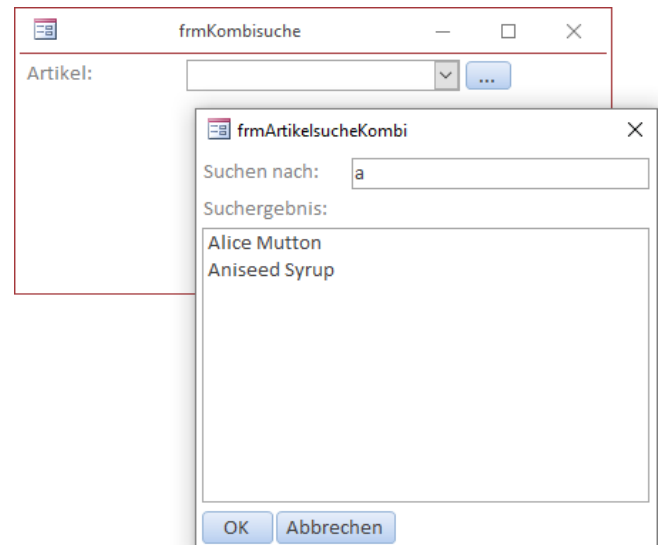 frmKombisuche
Artikel:
...
frmArtikelsucheKombi
Suchen nach: a
Suchergebnis:
Alice Mutton
Aniseed Syrup
OK Abbrechen